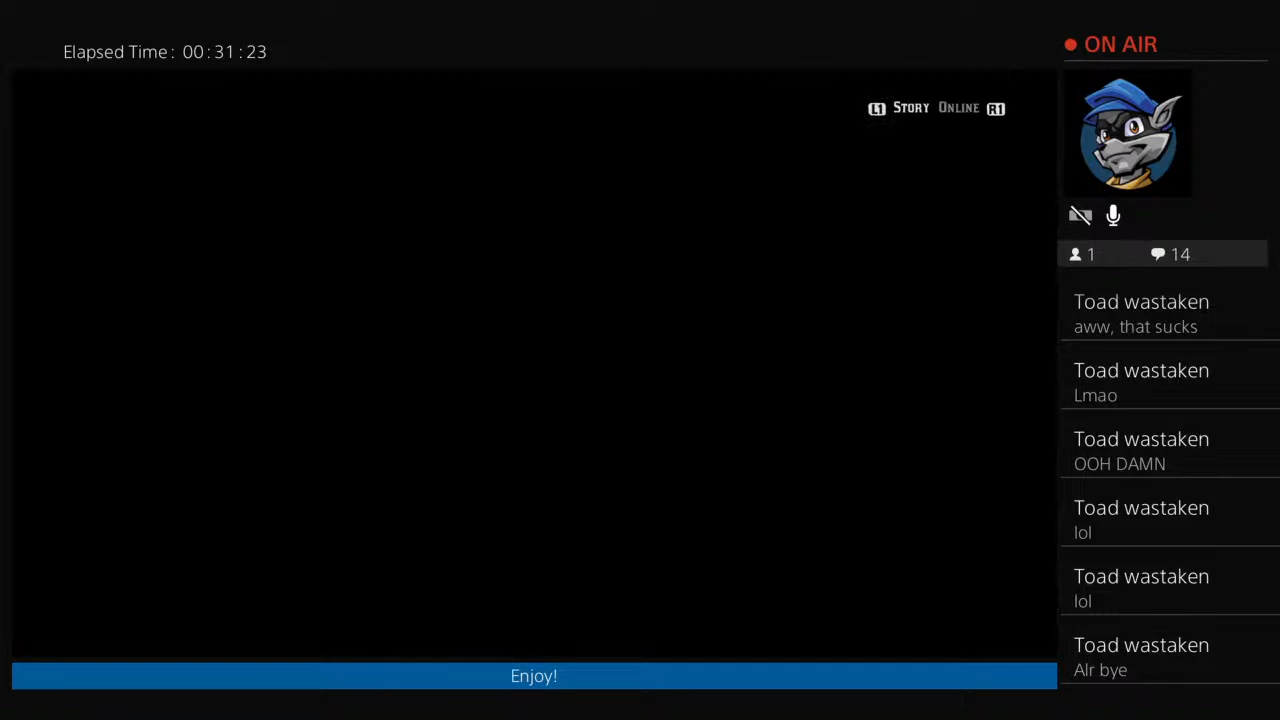 Elapsed Time: 00:31:23
ON AIR
L1 STORY ONLINE R1
1 14
Toad wastaken
aww, that sucks
Toad wastaken
Lmao
Toad wastaken
OOH DAMN
Toad wastaken
lol
Toad wastaken
lol
Toad wastaken
Alr bye
Enjoy!